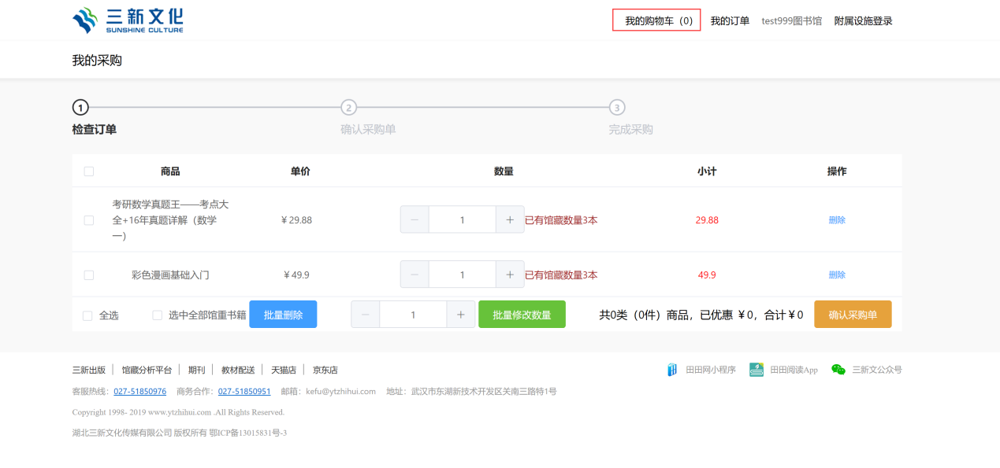 三新文化
SUNSHINE CULTURE
我的购物车（0） 我的订单 test999图书馆 附属设施登录
我的采购
1 2 3
检查订单 确认采购单 完成采购
商品 单价 数量 小计 操作
考研数学真题王——考点大
全+16年真题详解（数学
一）
￥29.88 － 1 ＋ 已有馆藏数量3本 29.88 删除
彩色漫画基础入门 ￥49.9 － 1 ＋ 已有馆藏数量3本 49.9 删除
全选 选中全部馆重书籍 批量删除 － 1 ＋ 批量修改数量 共0类（0件）商品，已优惠 ￥0，合计￥0 确认采购单
三新出版 馆藏分析平台 期刊 教材配送 天猫店 京东店 田田网小程序 田田阅读App 三新文公众号
客服热线：027-51850976 商务合作：027-51850951 邮箱：kefu@ytzhihui.com 地址：武汉市东湖新技术开发区关南三路特1号
Copyright 1998- 2019 www.ytzhihui.com .All Rights Reserved.
湖北三新文化传媒有限公司 版权所有 鄂ICP备13015831号-3